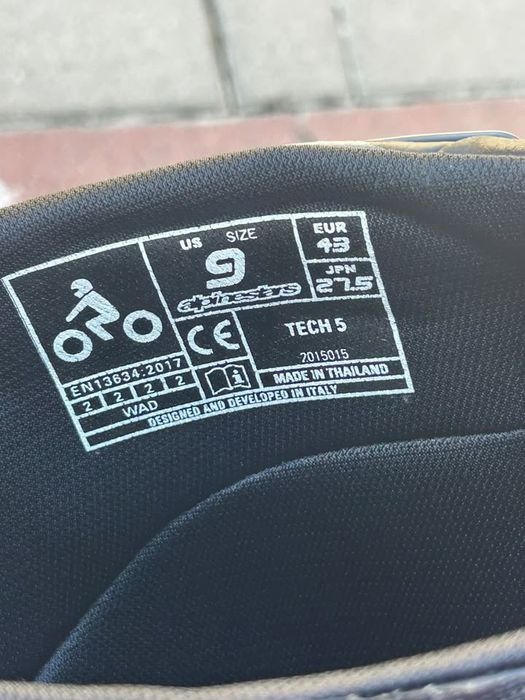 US SIZE
9
alpinestars
EUR
43
JPN
27.5
EN13634:2017
2 2 2 2
WAD
CE
TECH 5
2015015
MADE IN THAILAND
DESIGNED AND DEVELOPED IN ITALY